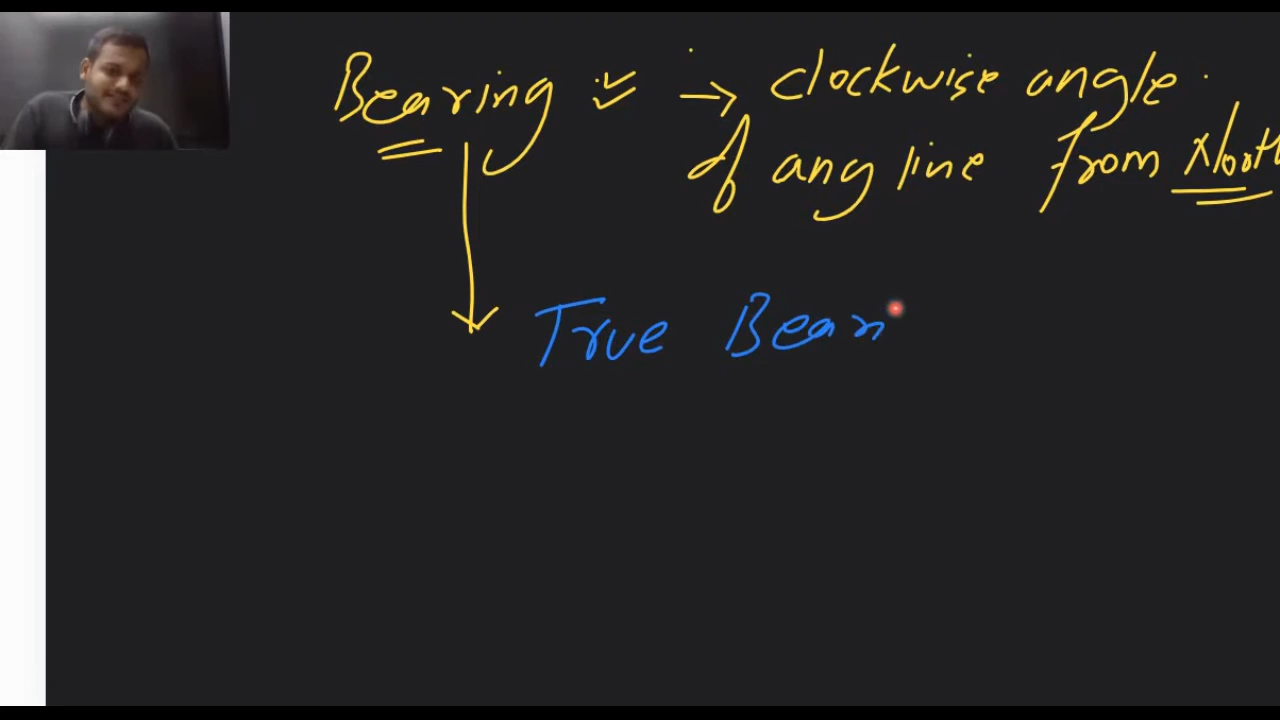 Bearing :- → clockwise angle
of any line from North
True Bear